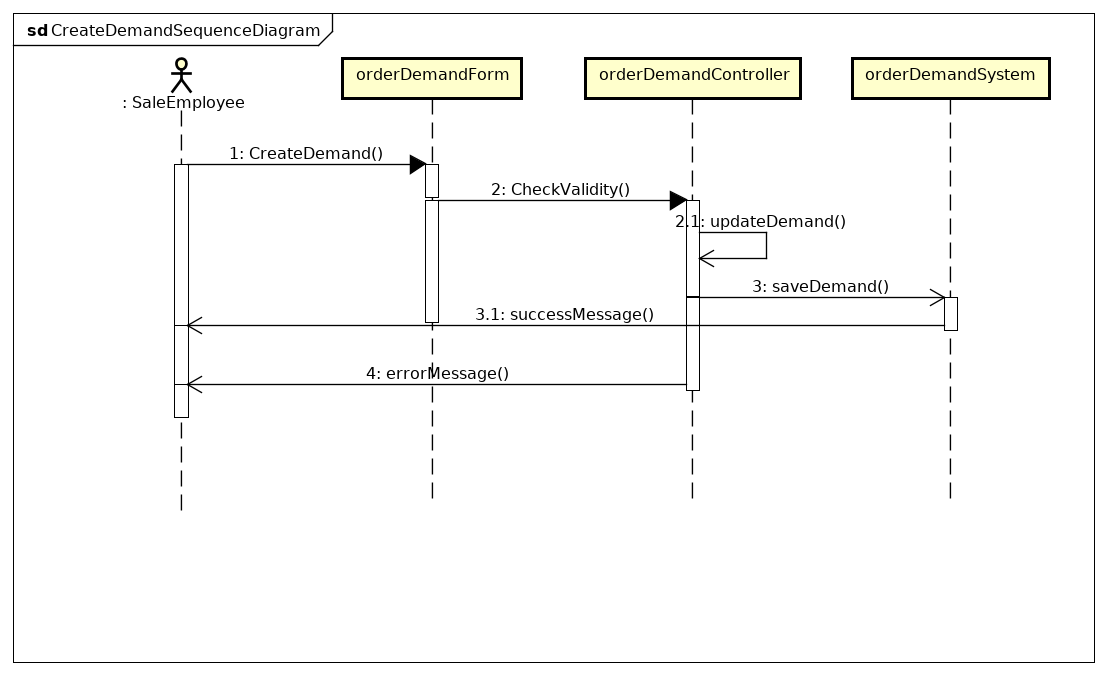 sd CreateDemandSequenceDiagram
: SaleEmployee
orderDemandForm
orderDemandController
orderDemandSystem
1: CreateDemand()
2: CheckValidity()
2.1: updateDemand()
3: saveDemand()
3.1: successMessage()
4: errorMessage()